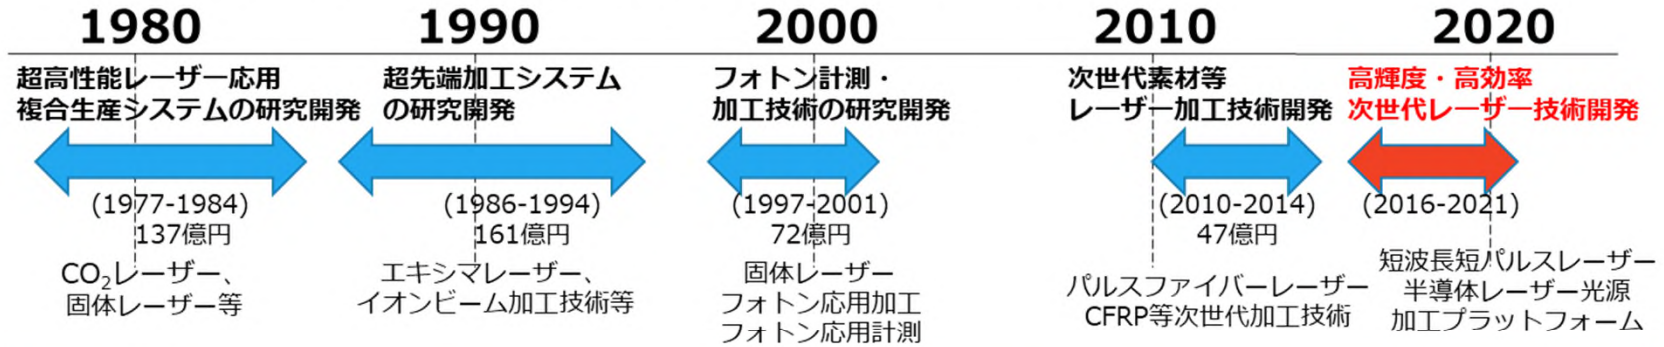 1980
1990
2000
2010
2020
超高性能レーザー応用
複合生産システムの研究開発
(1977-1984)
137億円
CO₂レーザー、
固体レーザー等
超先端加工システム
の研究開発
(1986-1994)
161億円
エキシマレーザー、
イオンビーム加工技術等
フォトン計測・
加工技術の研究開発
(1997-2001)
72億円
固体レーザー
フォトン応用加工
フォトン応用計測
次世代素材等
レーザー加工技術開発
(2010-2014)
47億円
パルスファイバーレーザー
CFRP等次世代加工技術
高輝度・高効率
次世代レーザー技術開発
(2016-2021)
短波長短パルスレーザー
半導体レーザー光源
加工プラットフォーム